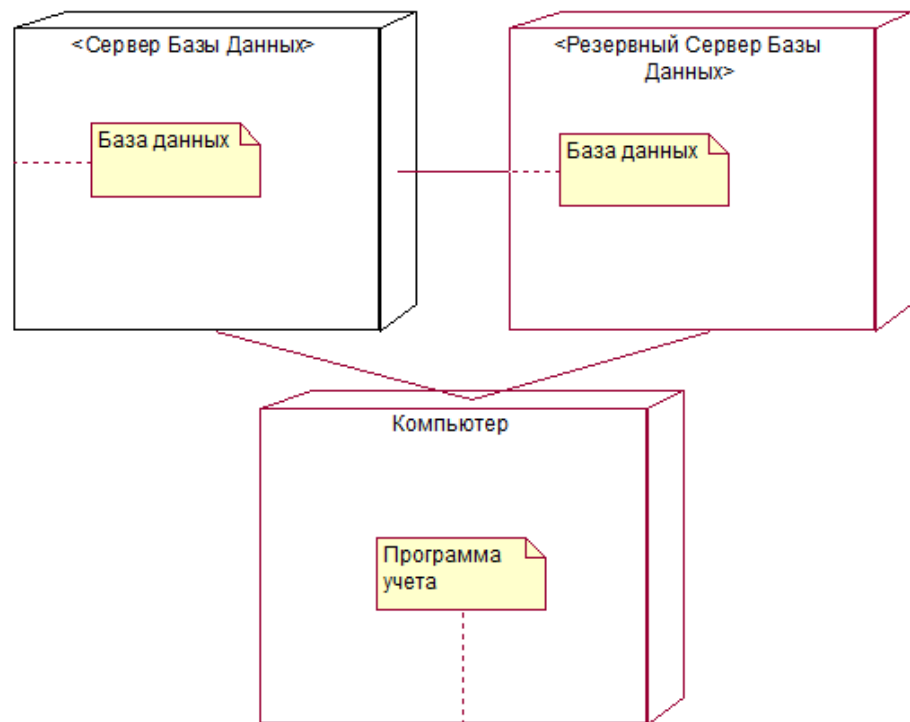 <Сервер Базы Данных>
<Резервный Сервер Базы
Данных>
База данных
База данных
Компьютер
Программа
учета